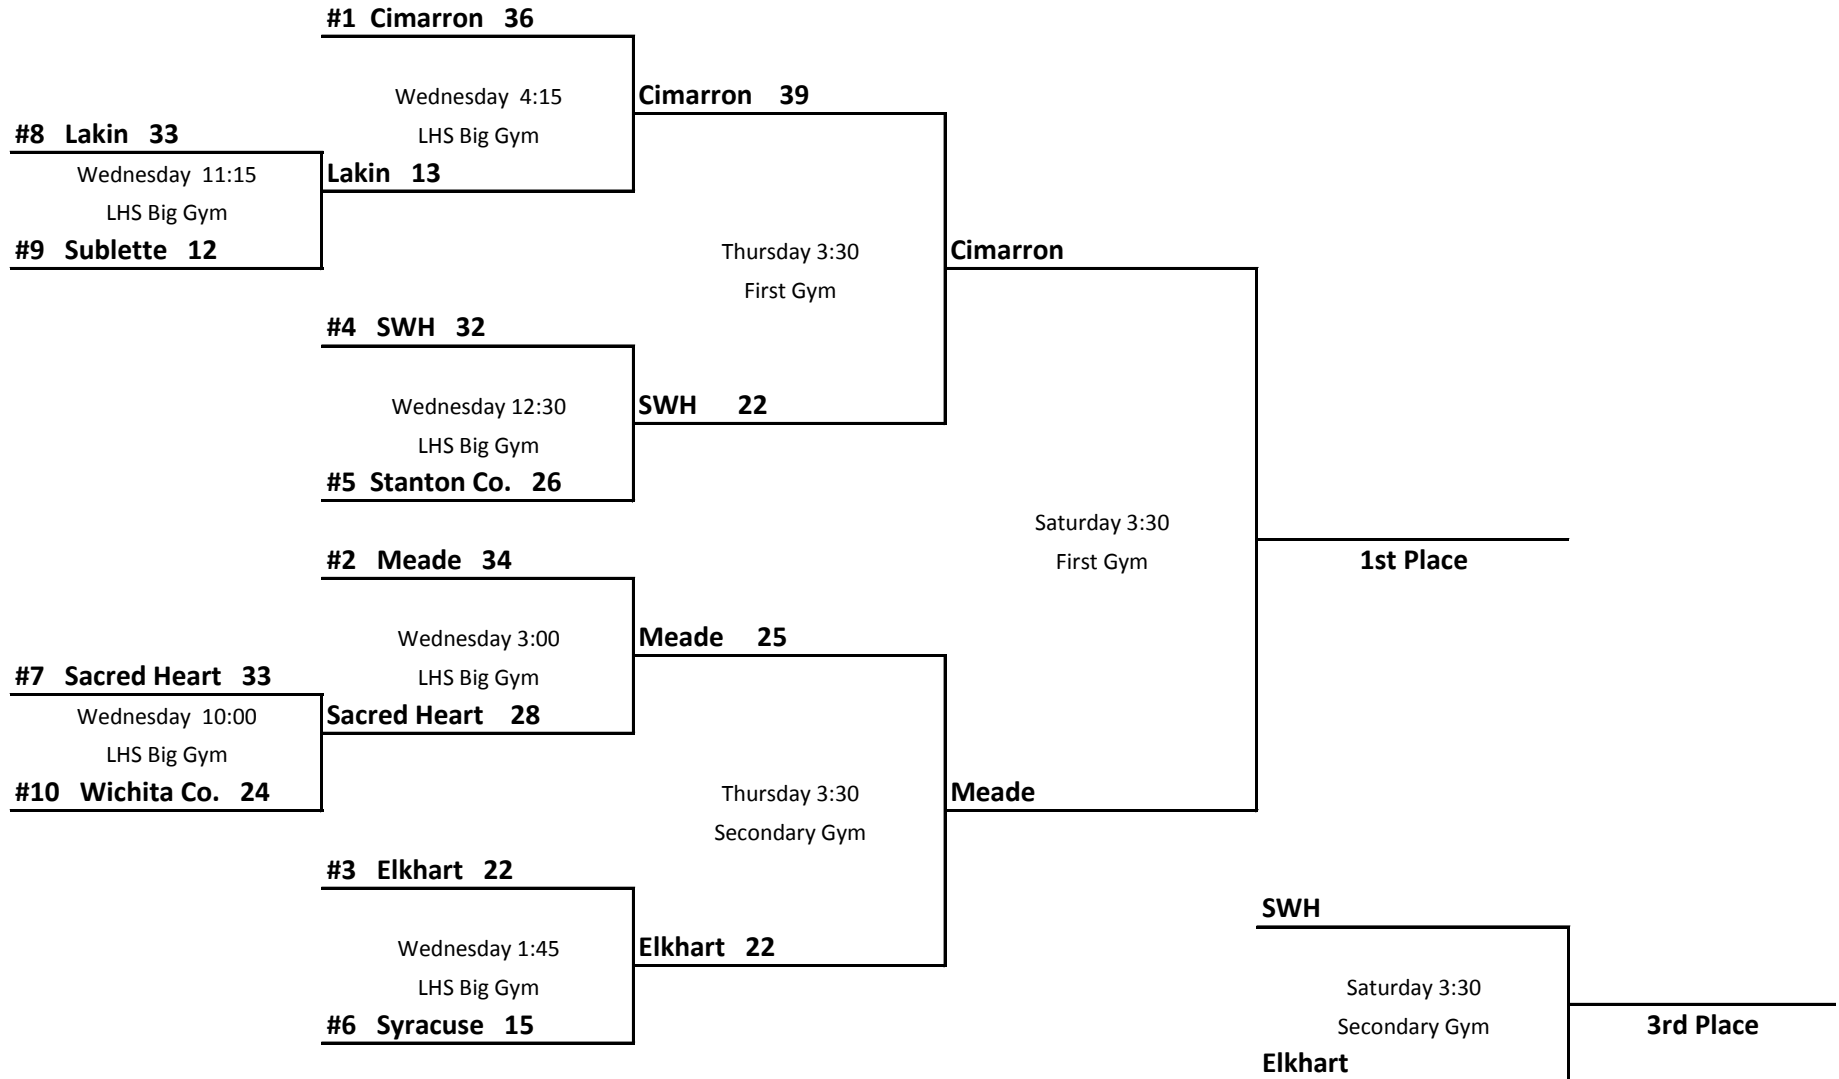 #1 Cimarron 36
Wednesday 4:15
Cimarron 39
#8 Lakin 33
LHS Big Gym
Wednesday 11:15
Lakin 13
LHS Big Gym
#9 Sublette 12
Thursday 3:30
Cimarron
First Gym
#4 SWH 32
Wednesday 12:30
SWH 22
LHS Big Gym
#5 Stanton Co. 26
Saturday 3:30
#2 Meade 34
First Gym
1st Place
Wednesday 3:00
Meade 25
#7 Sacred Heart 33
LHS Big Gym
Wednesday 10:00
Sacred Heart 28
LHS Big Gym
#10 Wichita Co. 24
Thursday 3:30
Meade
Secondary Gym
#3 Elkhart 22
SWH
Wednesday 1:45
Elkhart 22
LHS Big Gym
Saturday 3:30
#6 Syracuse 15
Secondary Gym
3rd Place
Elkhart